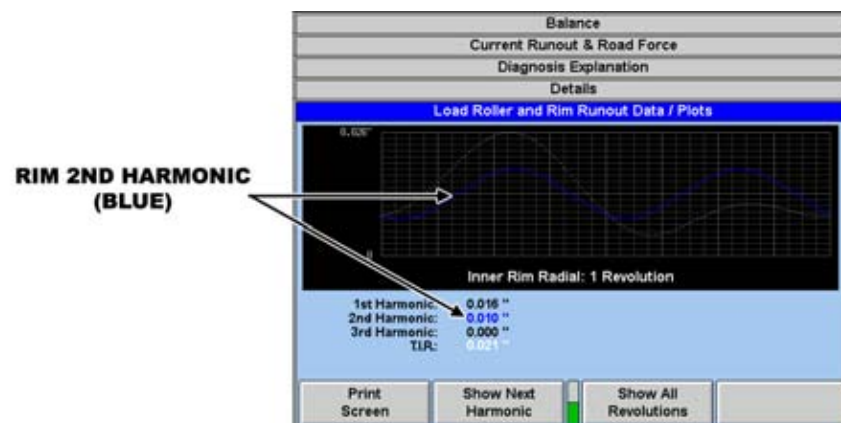 Balance
Current Runout & Road Force
Diagnosis Explanation
Details
Load Roller and Rim Runout Data / Plots
0.026"
RIM 2ND HARMONIC
(BLUE)
0
Inner Rim Radial: 1 Revolution
1st Harmonic: 0.016 "
2nd Harmonic: 0.010 "
3rd Harmonic: 0.000 "
T.I.R.: 0.021 "
Print Screen
Show Next Harmonic
Show All Revolutions